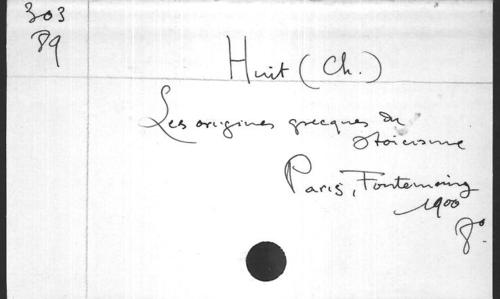 303
89
Huit (Ch.)
Les origines grecques du
stoïcisme
Paris, Fontemoing
1900
8°